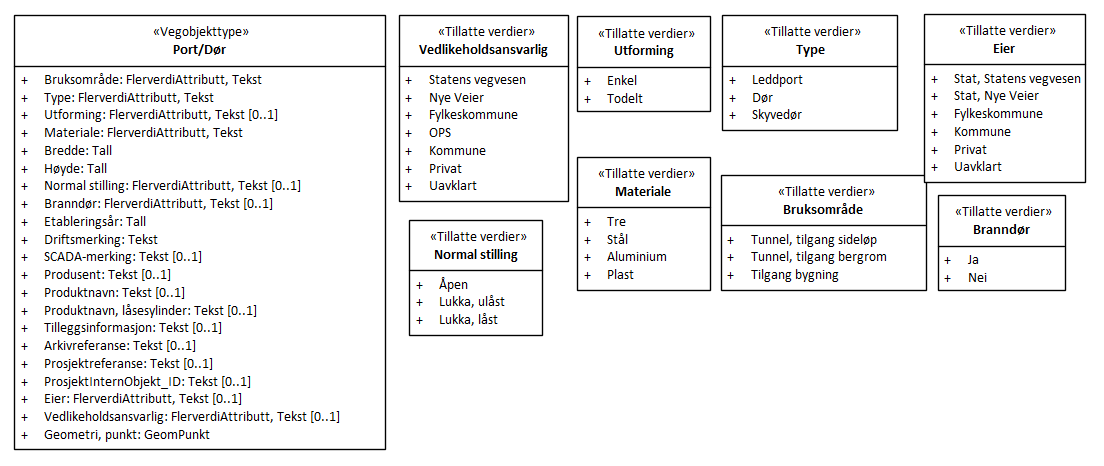 «Vegobjekttype»
Port/Dør
+ Bruksområde: FlerverdiAttributt, Tekst
+ Type: FlerverdiAttributt, Tekst
+ Utforming: FlerverdiAttributt, Tekst [0..1]
+ Materiale: FlerverdiAttributt, Tekst
+ Bredde: Tall
+ Høyde: Tall
+ Normal stilling: FlerverdiAttributt, Tekst [0..1]
+ Branndør: FlerverdiAttributt, Tekst [0..1]
+ Etableringsår: Tall
+ Driftsmerking: Tekst
+ SCADA-merking: Tekst [0..1]
+ Produsent: Tekst [0..1]
+ Produktnavn: Tekst [0..1]
+ Produktnavn, låsesylinder: Tekst [0..1]
+ Tilleggsinformasjon: Tekst [0..1]
+ Arkivreferanse: Tekst [0..1]
+ Prosjektreferanse: Tekst [0..1]
+ ProsjektInternObjekt_ID: Tekst [0..1]
+ Eier: FlerverdiAttributt, Tekst [0..1]
+ Vedlikeholdsansvarlig: FlerverdiAttributt, Tekst [0..1]
+ Geometri, punkt: GeomPunkt
«Tillatte verdier»
Vedlikeholdsansvarlig
+ Statens vegvesen
+ Nye Veier
+ Fylkeskommune
+ OPS
+ Kommune
+ Privat
+ Uavklart
«Tillatte verdier»
Normal stilling
+ Åpen
+ Lukka, ulåst
+ Lukka, låst
«Tillatte verdier»
Utforming
+ Enkel
+ Todelt
«Tillatte verdier»
Materiale
+ Tre
+ Stål
+ Aluminium
+ Plast
«Tillatte verdier»
Type
+ Leddport
+ Dør
+ Skyvedør
«Tillatte verdier»
Bruksområde
+ Tunnel, tilgang sideløp
+ Tunnel, tilgang bergrom
+ Tilgang bygning
«Tillatte verdier»
Eier
+ Stat, Statens vegvesen
+ Stat, Nye Veier
+ Fylkeskommune
+ Kommune
+ Privat
+ Uavklart
«Tillatte verdier»
Branndør
+ Ja
+ Nei